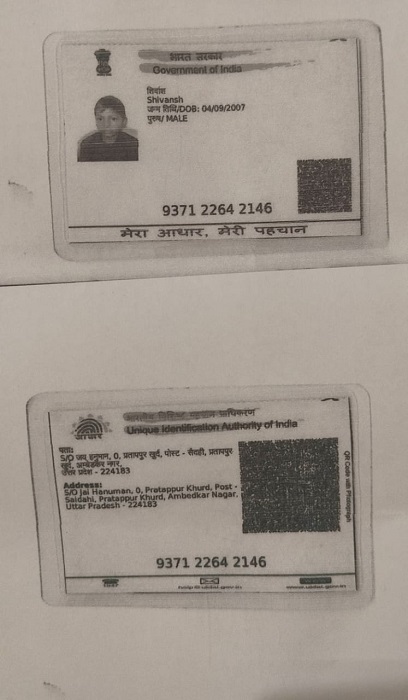 भारत सरकार
Government of India
शिवांश
Shivansh
जन्म तिथि/DOB: 04/09/2007
पुरुष/ MALE
9371 2264 2146
मेरा आधार, मेरी पहचान
आधार
भारतीय विशिष्ट पहचान प्राधिकरण
Unique Identification Authority of India
पता:
S/O जय हनुमान, 0, प्रतापपुर खुर्द, पोस्ट - सैदही, प्रतापपुर
खुर्द, अम्बेडकर नगर,
उत्तर प्रदेश - 224183
Address:
S/O Jai Hanuman, 0, Pratappur Khurd, Post -
Saidahi, Pratappur Khurd, Ambedkar Nagar,
Uttar Pradesh - 224183
QR Code with Photograph
9371 2264 2146